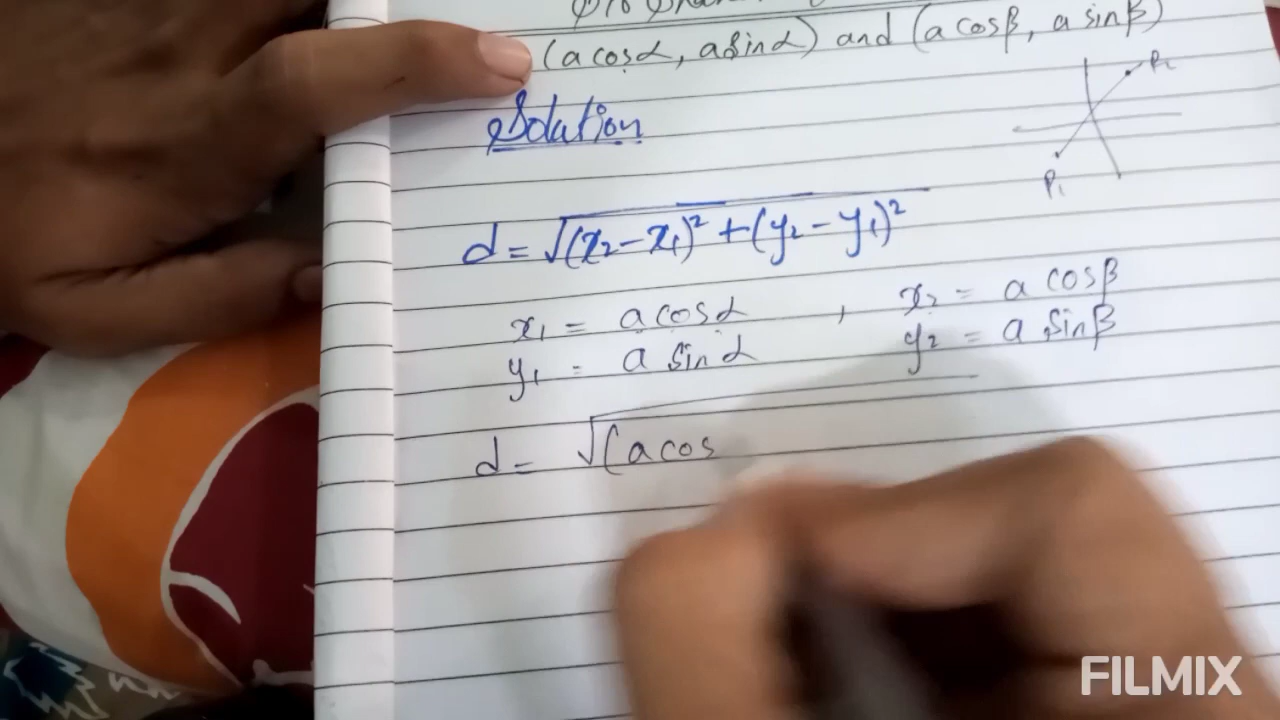 (a cosα, a sinα) and (a cosβ, a sinβ)
P₂
Solution
P₁
d = √(x₂ − x₁)² + (y₂ − y₁)²
x₁ = a cosα , x₂ = a cosβ
y₁ = a sinα y₂ = a sinβ
d = √(a cos
FILMIX